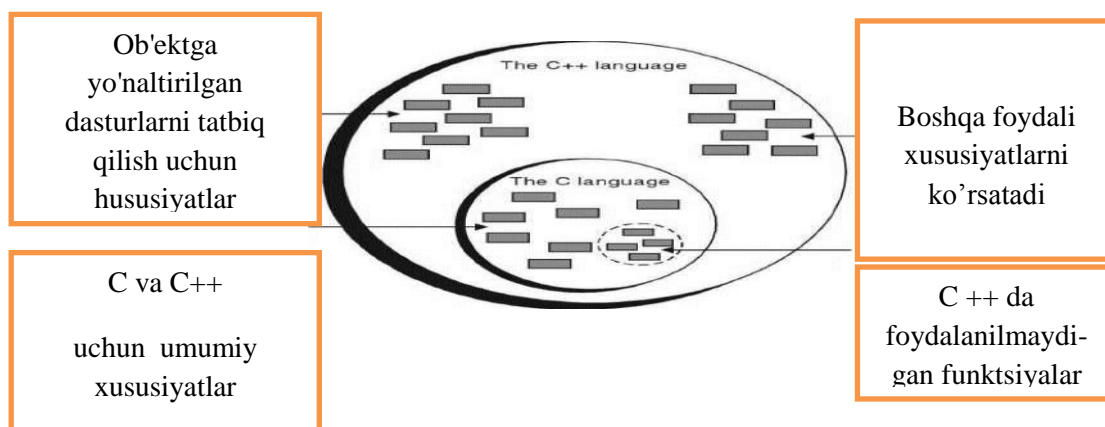 Ob'ektga
yo'naltirilgan
dasturlarni tatbiq
qilish uchun
hususiyatlar
The C++ language
The C language
Boshqa foydali
xususiyatlarni
ko’rsatadi
C va C++
uchun umumiy
xususiyatlar
C ++ da
foydalanilmaydi-
gan funktsiyalar